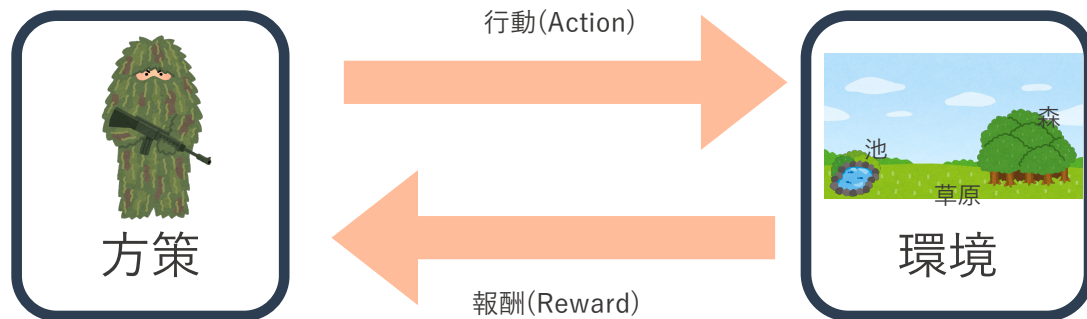 行動(Action)
森
池
草原
方策
環境
報酬(Reward)